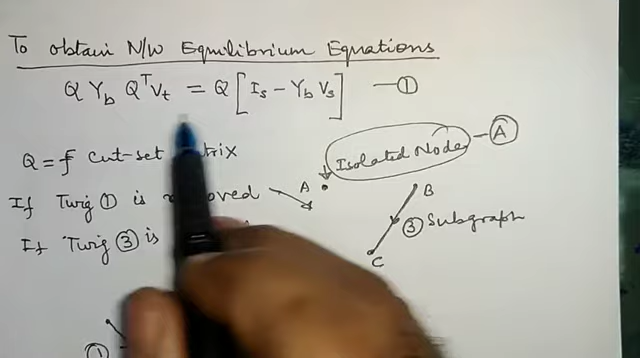 To obtain N/W Equilibrium Equations
Q Y_b Q^T V_t = Q [I_s - Y_b V_s] — ①
Q = f cut-set
If Twig ① is
If Twig ③ is
Isolated Node — Ⓐ
A
B
③ Subgraph
C
①